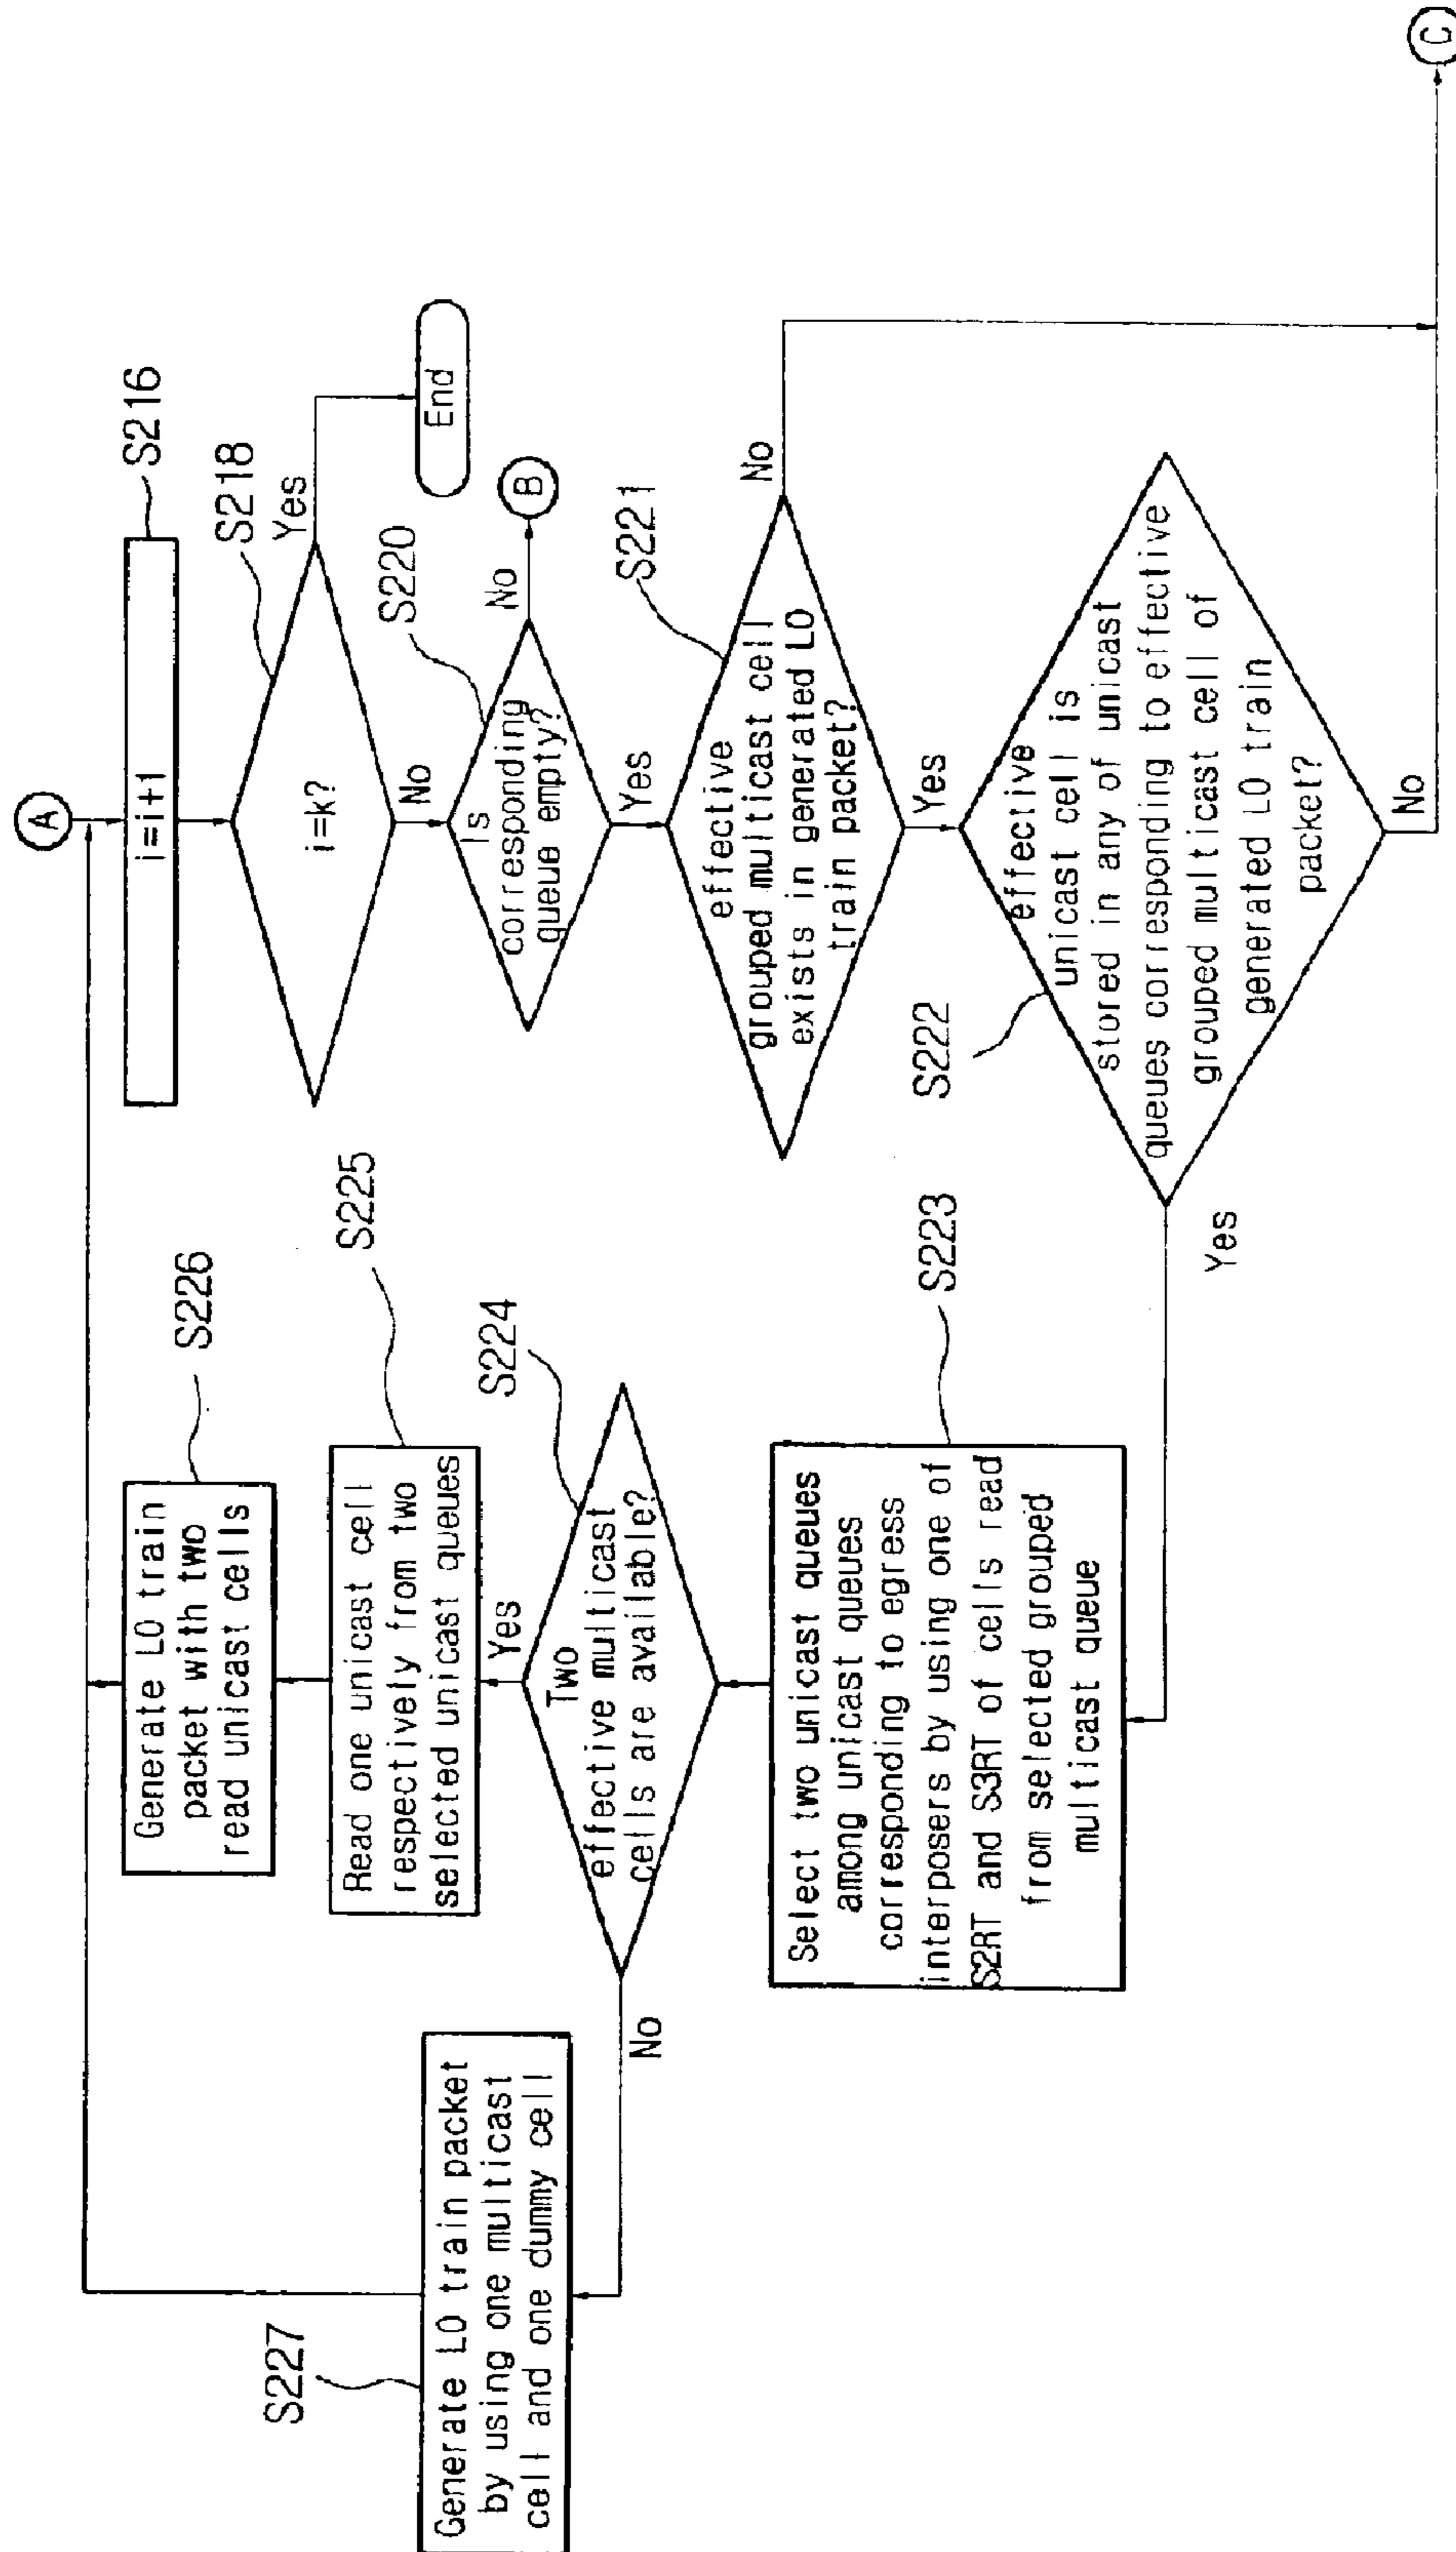 A
i=i+1
S216
i=k?
S218
Yes
End
No
Is
corresponding
queue empty?
S220
No
B
Yes
effective
grouped multicast cell
exists in generated L0
train packet?
S221
No
Yes
effective
unicast cell is
stored in any of unicast
queues corresponding to effective
grouped multicast cell of
generated L0 train
packet?
S222
No
C
Yes
Select two unicast queues
among unicast queues
corresponding to egress
interposers by using one of
S2RT and S3RT of cells read
from selected grouped
multicast queue
S223
Two
effective multicast
cells are available?
S224
Yes
Read one unicast cell
respectively from two
selected unicast queues
S225
Generate L0 train
packet with two
read unicast cells
S226
No
Generate L0 train packet
by using one multicast
cell and one dummy cell
S227